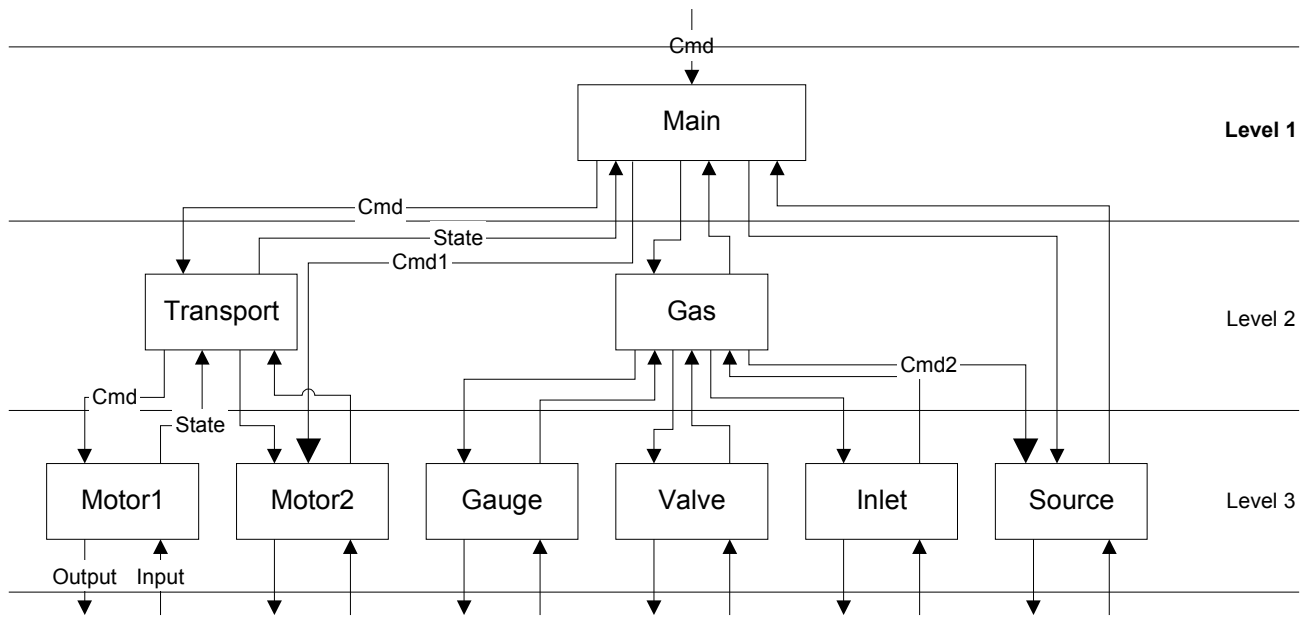 Cmd
Main
Level 1
Cmd
State
Cmd1
Transport
Gas
Level 2
Cmd2
Cmd
State
Motor1
Motor2
Gauge
Valve
Inlet
Source
Level 3
Output
Input